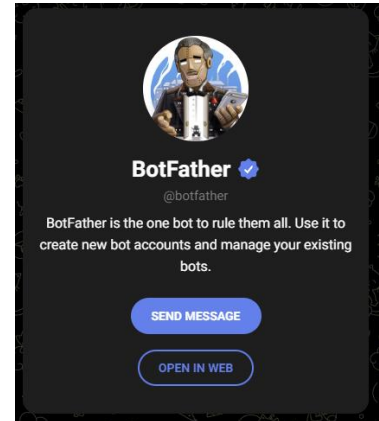 BotFather
@botfather
BotFather is the one bot to rule them all. Use it to
create new bot accounts and manage your existing
bots.
SEND MESSAGE
OPEN IN WEB